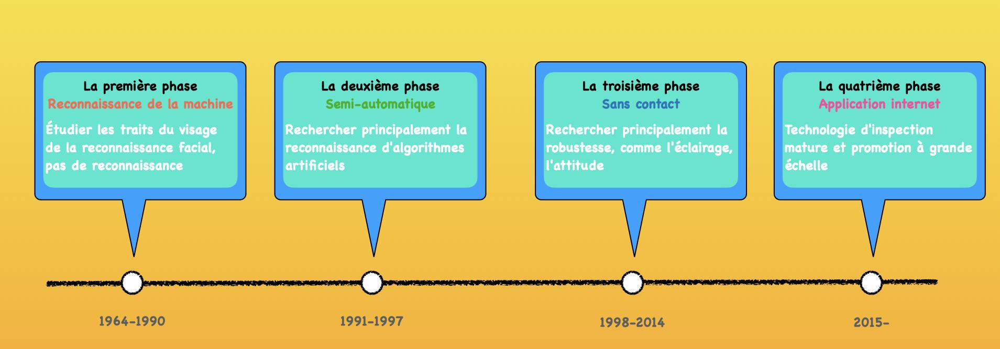 La première phase
Reconnaissance de la machine
Étudier les traits du visage
de la reconnaissance facial,
pas de reconnaissance
La deuxième phase
Semi-automatique
Rechercher principalement la
reconnaissance d'algorithmes
artificiels
La troisième phase
Sans contact
Rechercher principalement la
robustesse, comme l'éclairage,
l'attitude
La quatrième phase
Application internet
Technologie d'inspection
mature et promotion à grande
échelle
1964-1990
1991-1997
1998-2014
2015-